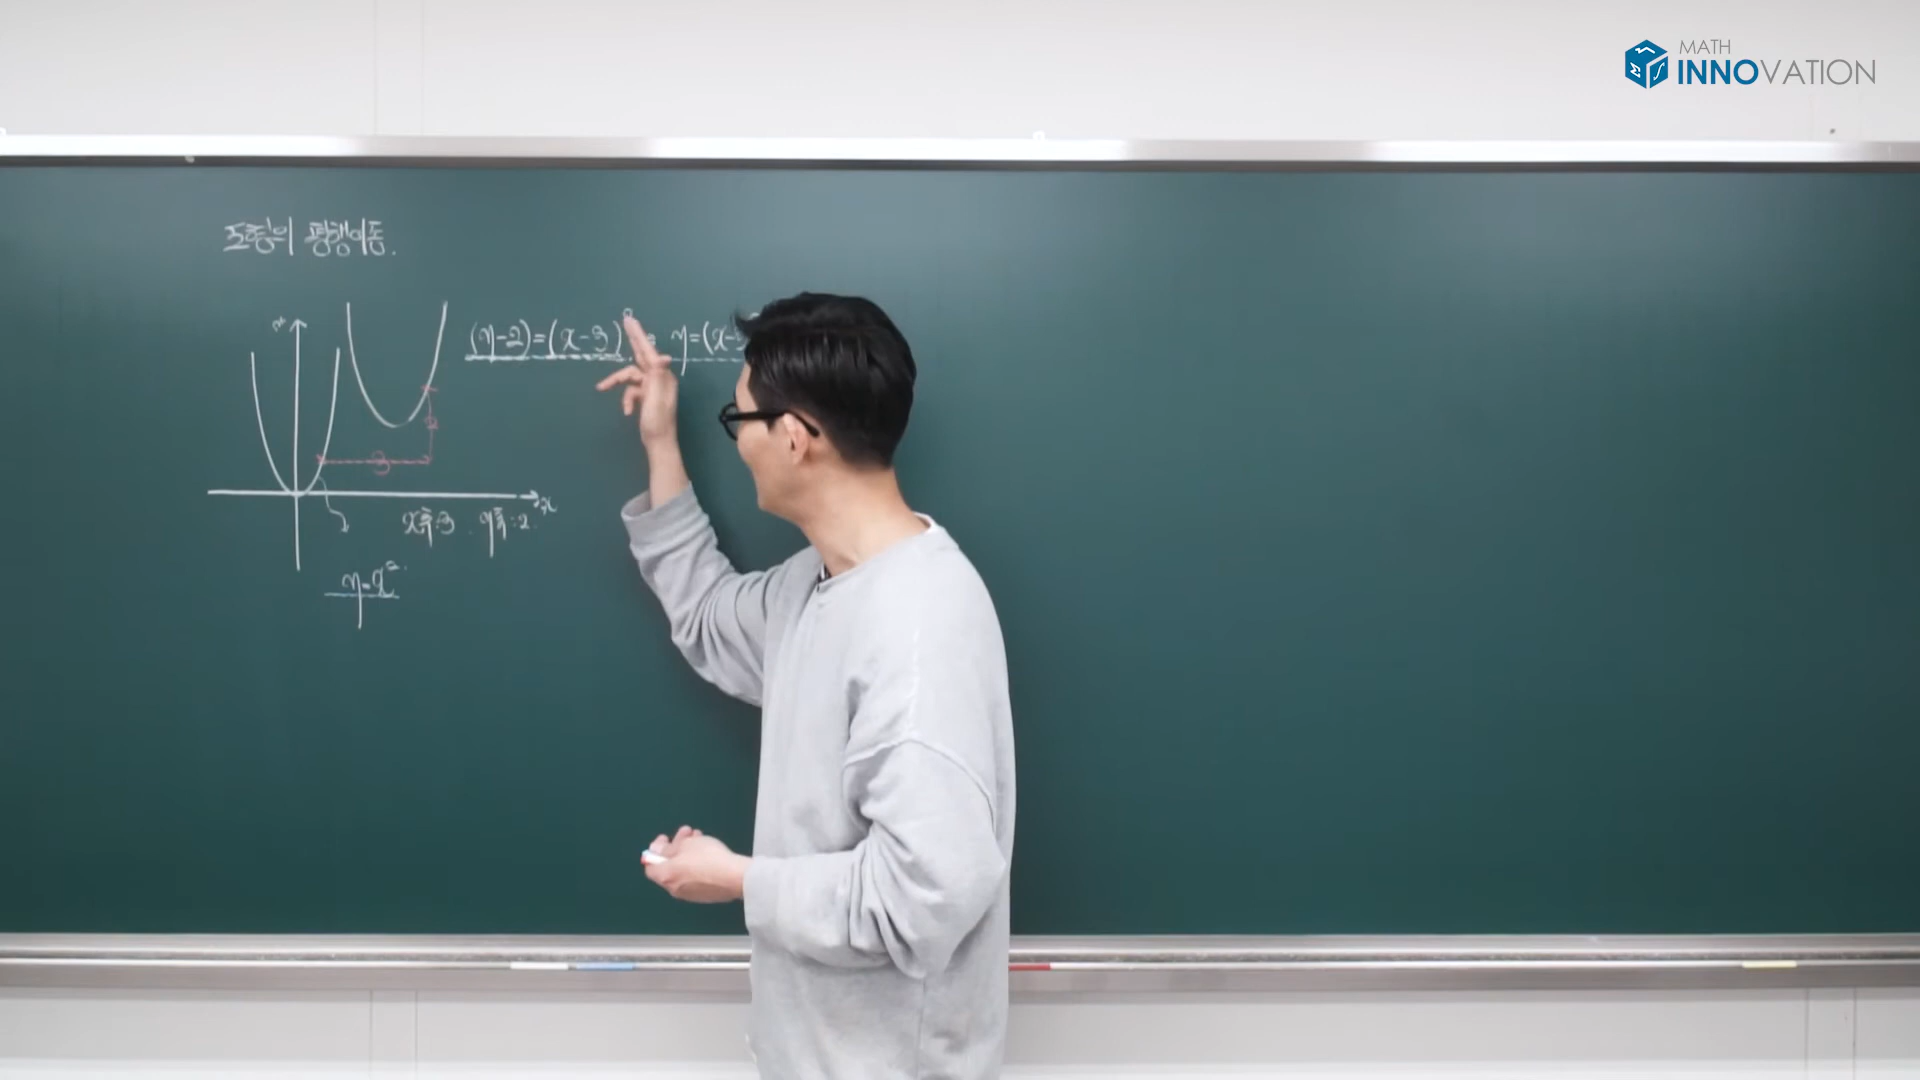 MATH
INNOVATION
도형의 평행이동.
y
(y-2)=(x-3)² = y=(x-3
2
3
x
x축:3 . y축:2.
y=x²